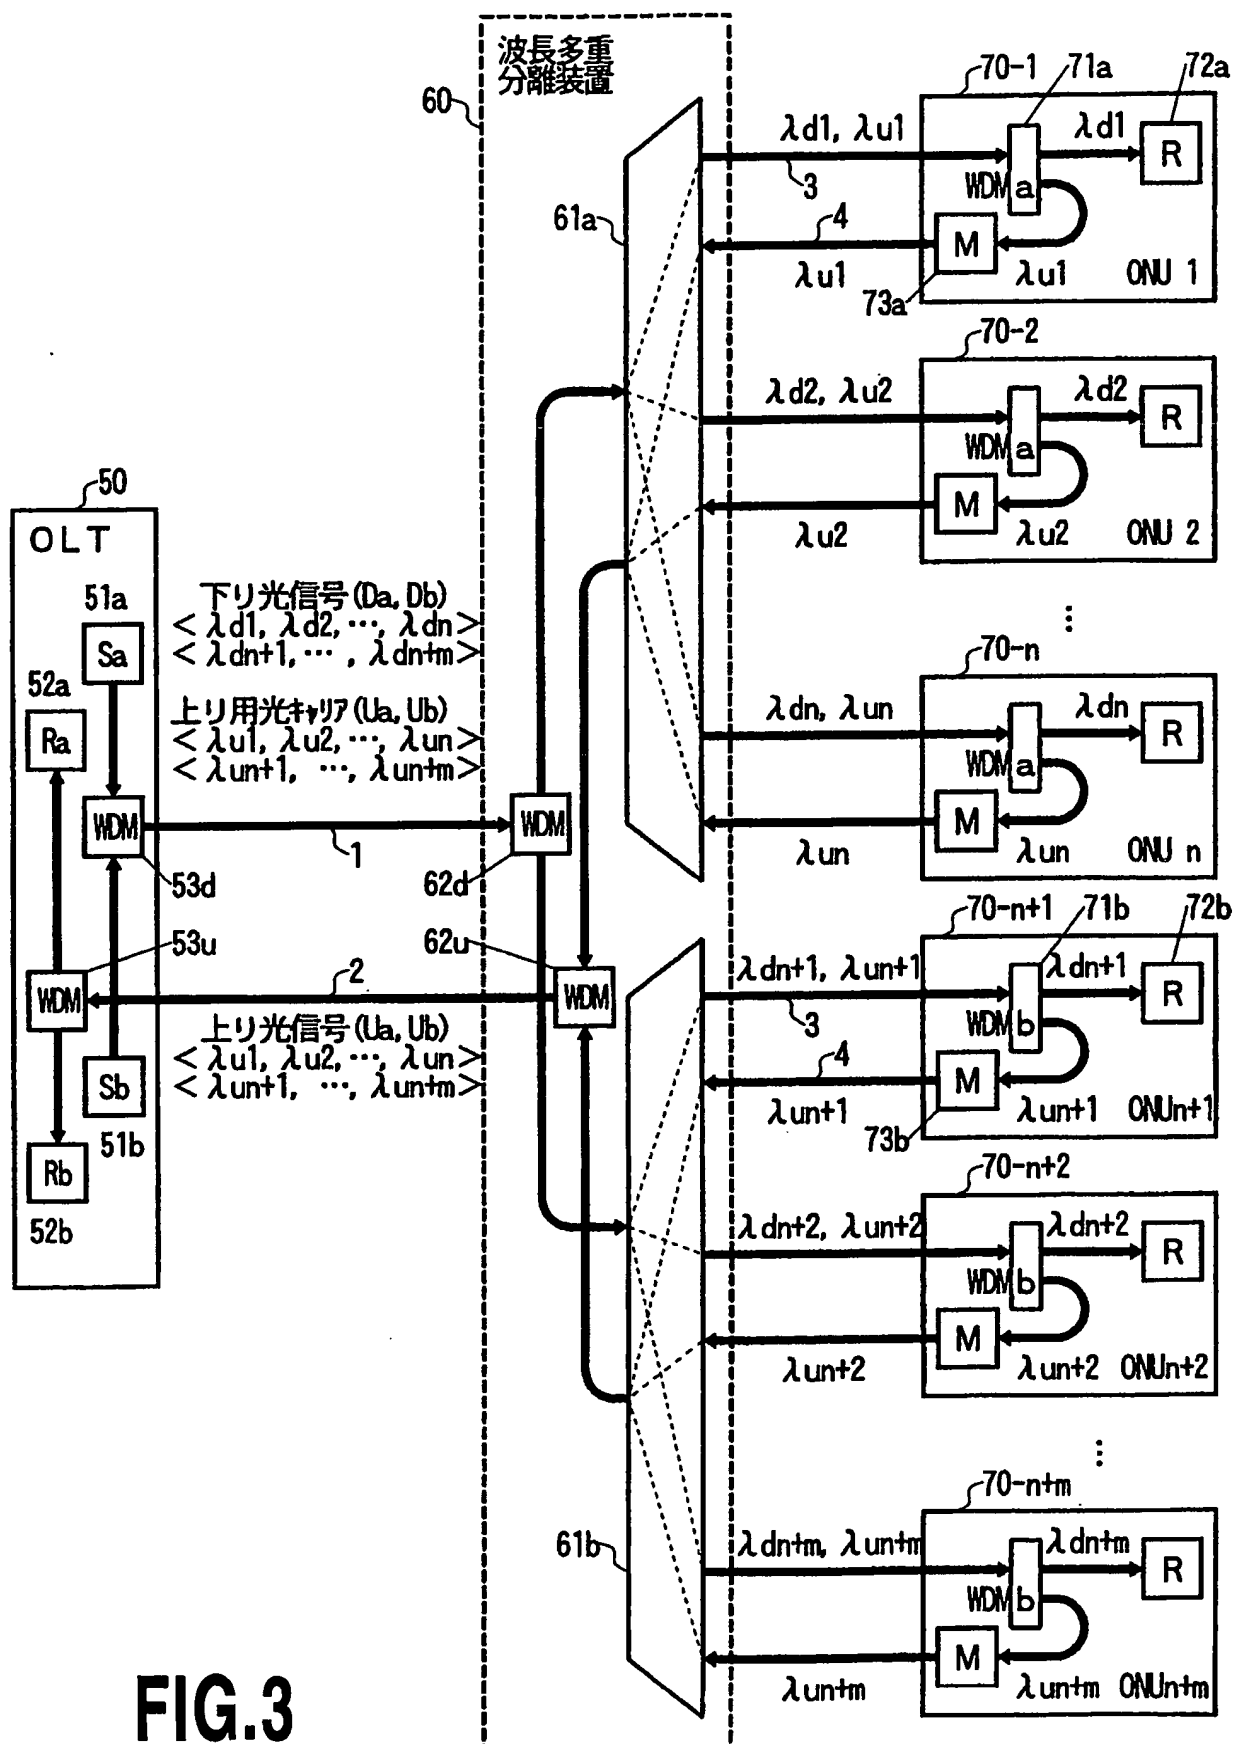 波長多重
分離装置
60
61a
λd1, λu1
3
4
λu1
70-1
71a
72a
λd1
R
WDM a
M
73a
λu1
ONU 1
70-2
λd2, λu2
λd2
R
WDM a
M
λu2
λu2
ONU 2
⋮
70-n
λdn, λun
λdn
R
WDM a
M
λun
λun
ONU n
50
OLT
51a
Sa
52a
Ra
WDM
53d
53u
WDM
Sb
51b
Rb
52b
下り光信号(Da, Db)
< λd1, λd2, …, λdn>
< λdn+1, … , λdn+m>
上り用光キャリア(Ua, Ub)
< λu1, λu2, …, λun>
< λun+1, …, λun+m>
1
2
上り光信号(Ua, Ub)
< λu1, λu2, …, λun>
< λun+1, …, λun+m>
WDM
62d
62u
WDM
61b
70-n+1
71b
72b
λdn+1, λun+1
3
4
λun+1
λdn+1
R
WDM b
M
73b
λun+1
ONUn+1
70-n+2
λdn+2, λun+2
λdn+2
R
WDM b
M
λun+2
λun+2
ONUn+2
⋮
70-n+m
λdn+m, λun+m
λdn+m
R
WDM b
M
λun+m
λun+m
ONUn+m
FIG.3